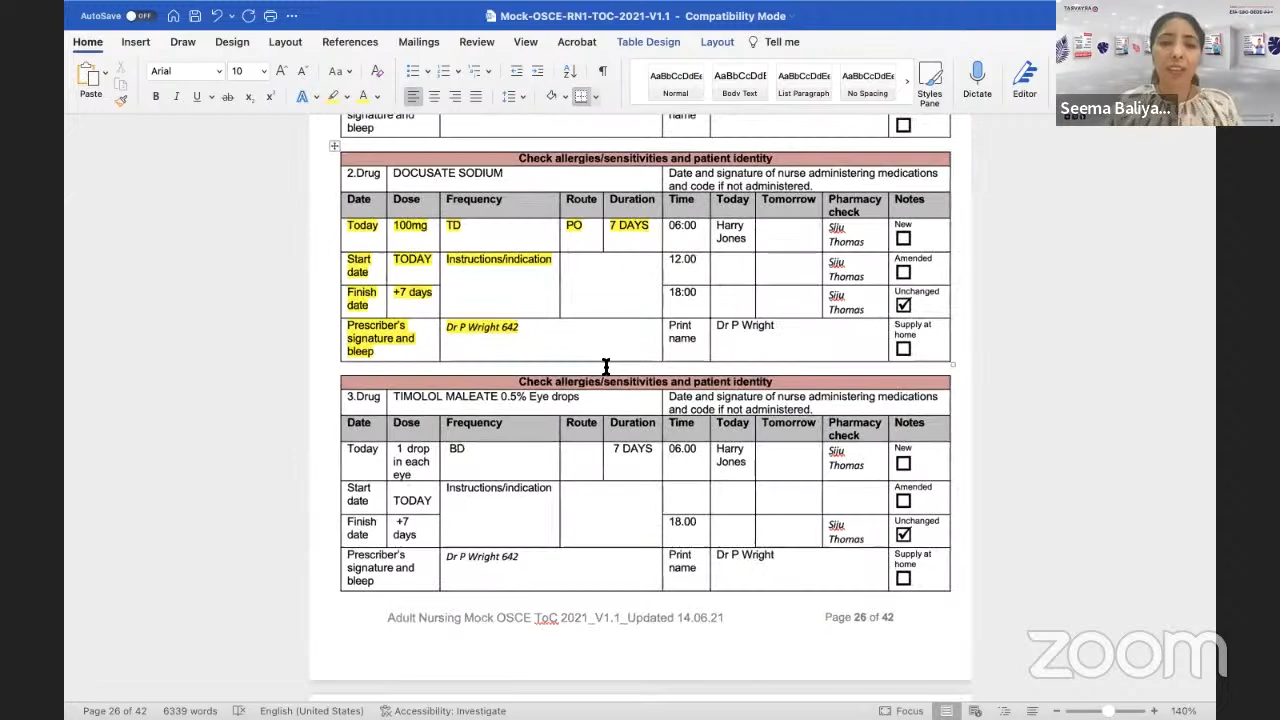 AutoSave OFF
Mock-OSCE-RN1-TOC-2021-V1.1 - Compatibility Mode
TARVAYRA
Home Insert Draw Design Layout References Mailings Review View Acrobat Table Design Layout Tell me
Paste
Arial 10
Aa
B I U ab x₂ x²
AaBbCcDdEe AaBbCcDdE AaBbCcDdEe AaBbCcDdEe
Normal Body Text List Paragraph No Spacing
Styles Pane
Dictate
Editor
Seema Baliya...
signature and bleep
name
Check allergies/sensitivities and patient identity
2.Drug DOCUSATE SODIUM Date and signature of nurse administering medications
and code if not administered.
Date Dose Frequency Route Duration Time Today Tomorrow Pharmacy check Notes
Today 100mg TD PO 7 DAYS 06:00 Harry Jones Siju Thomas New
Start date TODAY Instructions/indication 12.00 Siju Thomas Amended
Finish date +7 days 18:00 Siju Thomas Unchanged
Prescriber's signature and bleep Dr P Wright 642 Print name Dr P Wright Supply at home
Check allergies/sensitivities and patient identity
3.Drug TIMOLOL MALEATE 0.5% Eye drops Date and signature of nurse administering medications
and code if not administered.
Date Dose Frequency Route Duration Time Today Tomorrow Pharmacy check Notes
Today 1 drop in each eye BD 7 DAYS 06.00 Harry Jones Siju Thomas New
Start date TODAY Instructions/indication Amended
Finish date +7 days 18.00 Siju Thomas Unchanged
Prescriber's signature and bleep Dr P Wright 642 Print name Dr P Wright Supply at home
Adult Nursing Mock OSCE ToC 2021_V1.1_Updated 14.06.21 Page 26 of 42
zoom
Page 26 of 42 6339 words English (United States) Accessibility: Investigate Focus 140%